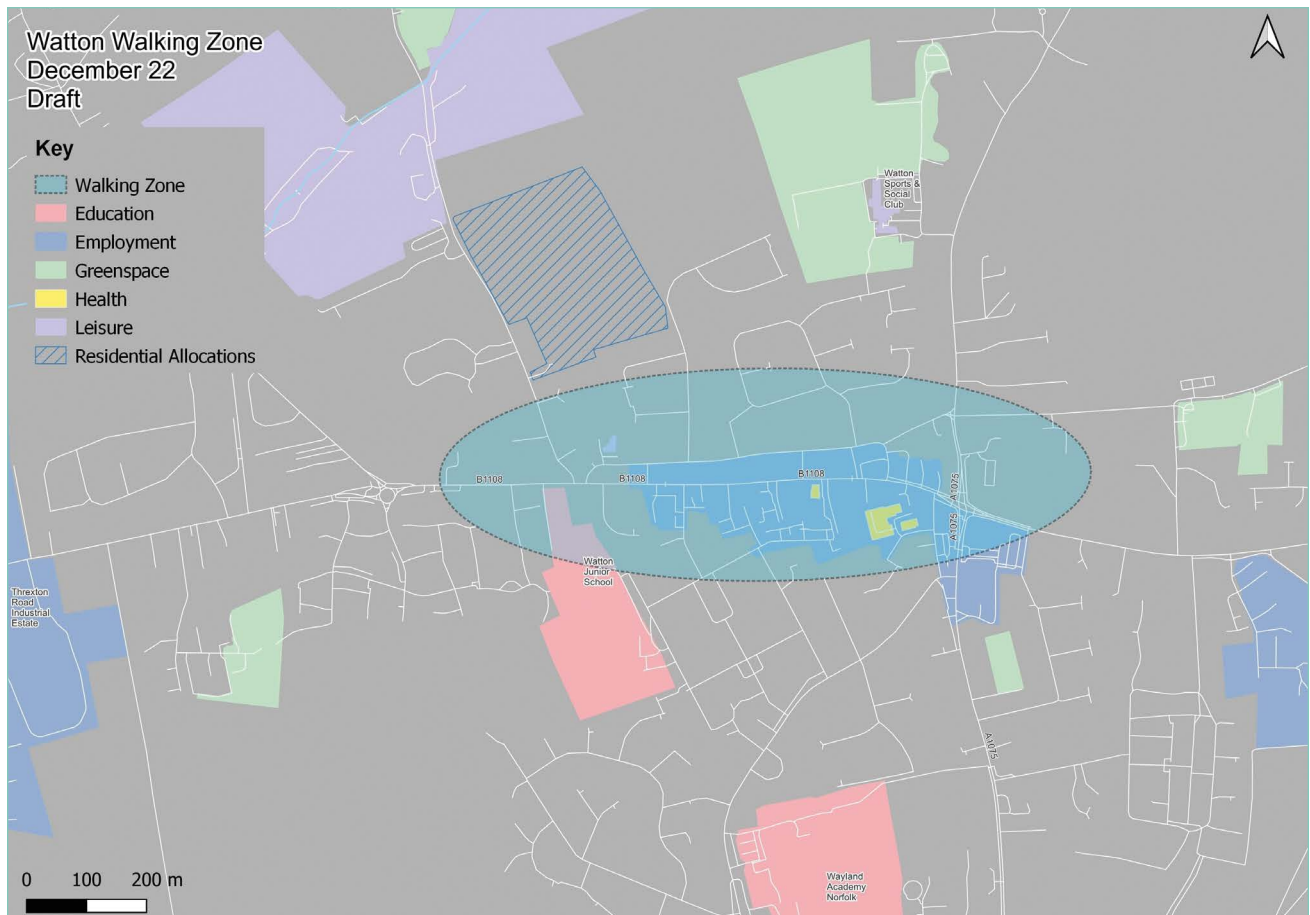 Watton Walking Zone
December 22
Draft
Key
Walking Zone
Education
Employment
Greenspace
Health
Leisure
Residential Allocations
Watton
Sports &
Social
Club
B1108
B1108
B1108
A1075
A1075
Watton
Junior
School
Threxton
Road
Industrial
Estate
A1075
Wayland
Academy
Norfolk
0 100 200 m